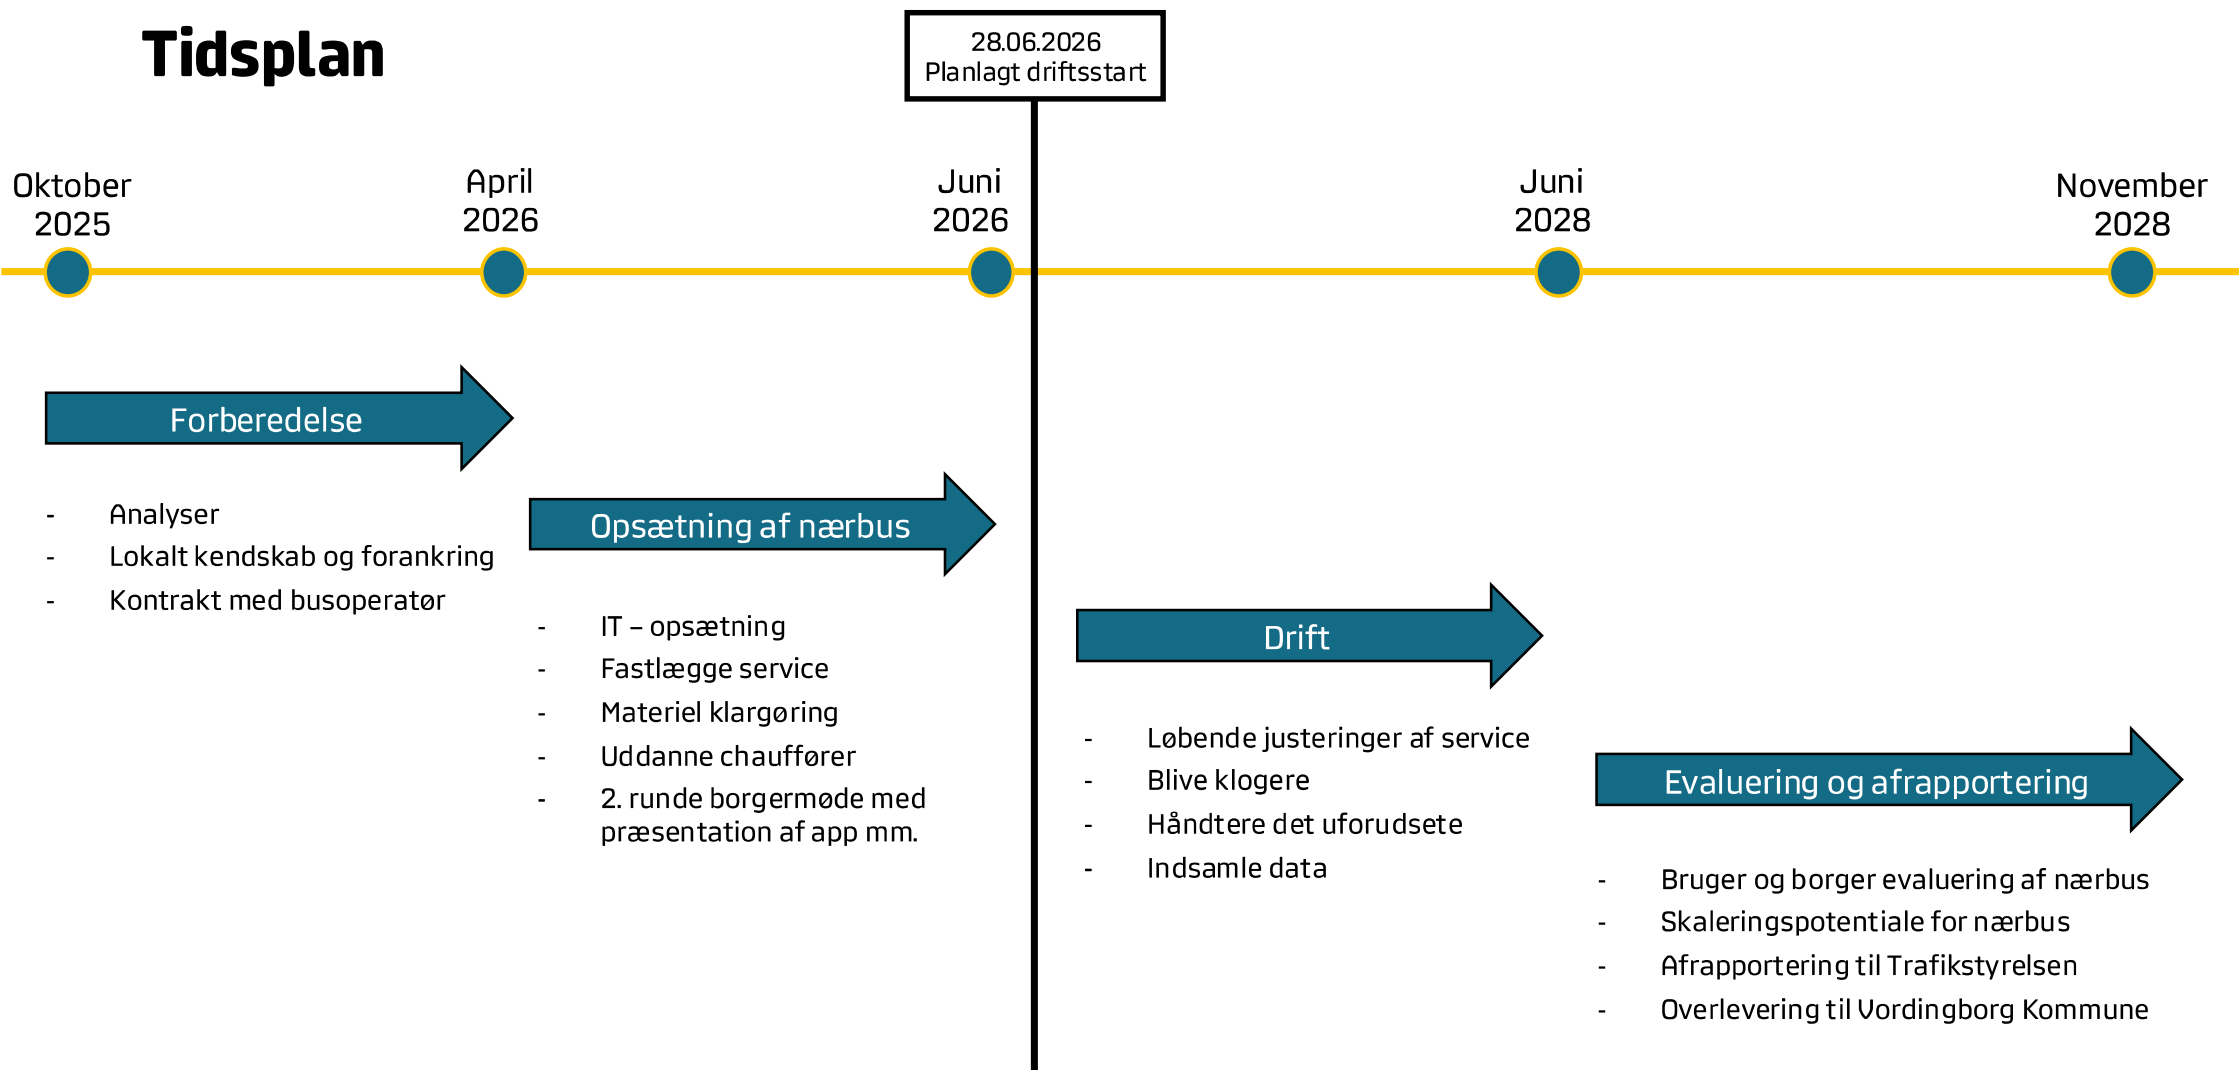 Tidsplan
28.06.2026
Planlagt driftsstart
Oktober
2025
April
2026
Juni
2026
Juni
2028
November
2028
Forberedelse
- Analyser
- Lokalt kendskab og forankring
- Kontrakt med busoperatør
Opsætning af nærbus
- IT – opsætning
- Fastlægge service
- Materiel klargøring
- Uddanne chauffører
- 2. runde borgermøde med
præsentation af app mm.
Drift
- Løbende justeringer af service
- Blive klogere
- Håndtere det uforudsete
- Indsamle data
Evaluering og afrapportering
- Bruger og borger evaluering af nærbus
- Skaleringspotentiale for nærbus
- Afrapportering til Trafikstyrelsen
- Overlevering til Vordingborg Kommune